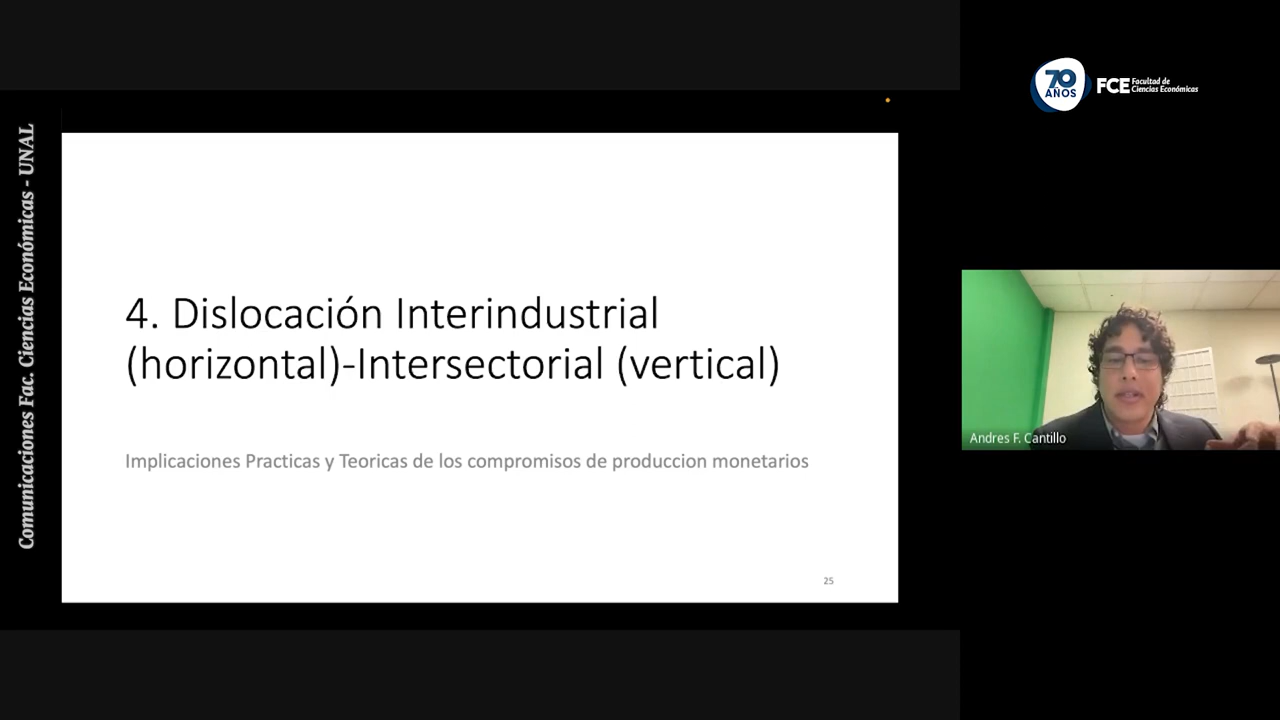 Comunicaciones Fac. Ciencias Económicas - UNAL
70
AÑOS
FCE
Facultad de
Ciencias Económicas
4. Dislocación Interindustrial
(horizontal)-Intersectorial (vertical)
Implicaciones Practicas y Teoricas de los compromisos de produccion monetarios
25
Andres F. Cantillo